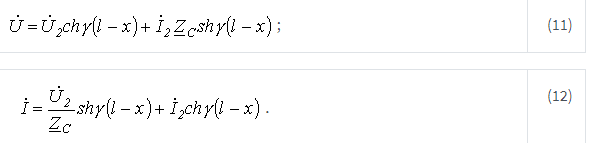 U̇ = U̇₂chγ(l − x) + İ₂Z̲_C shγ(l − x) ; (11)
İ = U̇₂/Z̲_C shγ(l − x) + İ₂chγ(l − x) . (12)